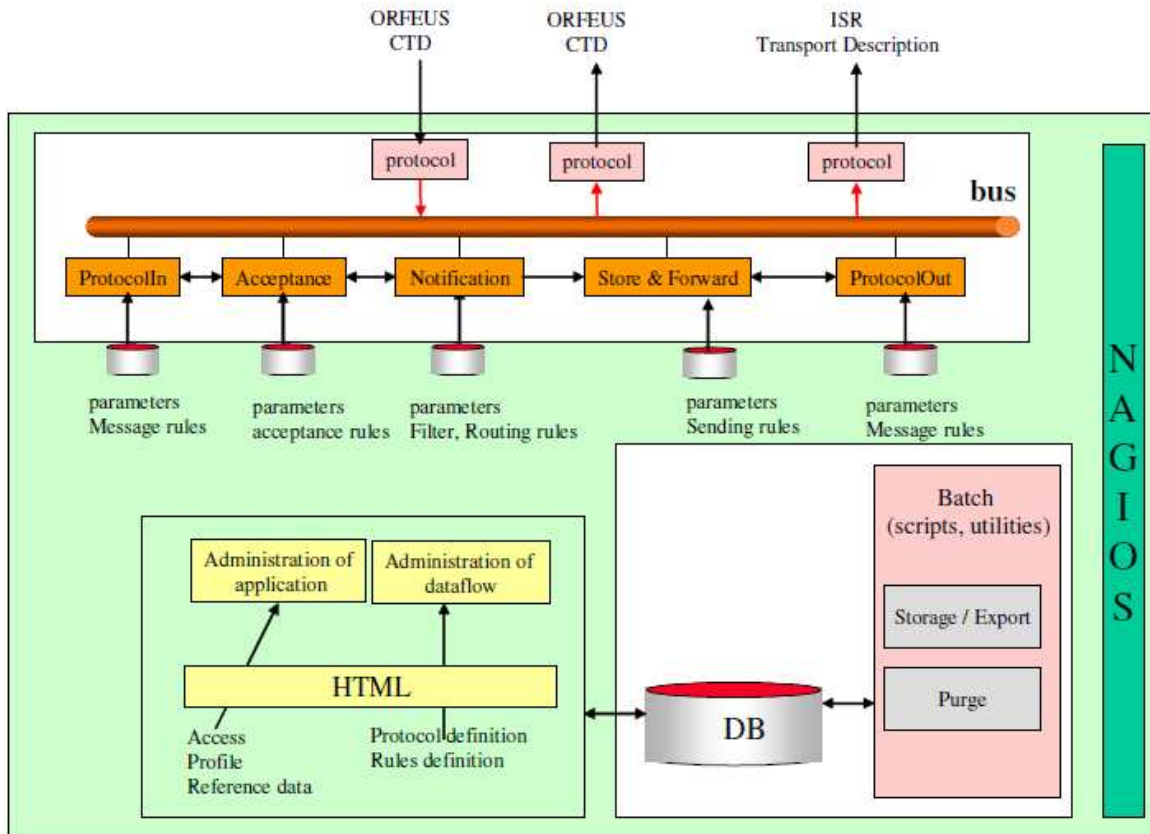 ORFEUS
CTD
ORFEUS
CTD
ISR
Transport Description
protocol
protocol
protocol
bus
ProtocolIn
Acceptance
Notification
Store & Forward
ProtocolOut
parameters
Message rules
parameters
acceptance rules
parameters
Filter, Routing rules
parameters
Sending rules
parameters
Message rules
NAGIOS
Batch
(scripts, utilities)
Storage / Export
Purge
Administration of
application
Administration of
dataflow
HTML
Access
Profile
Reference data
Protocol definition
Rules definition
DB